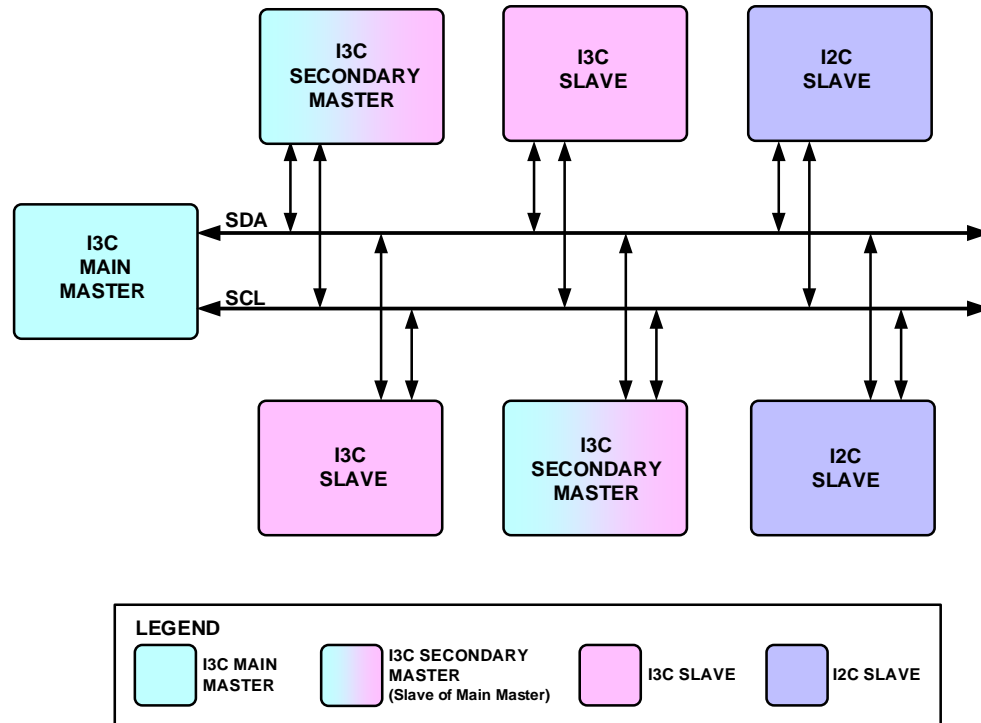 I3C
SECONDARY
MASTER
I3C
SLAVE
I2C
SLAVE
I3C
MAIN
MASTER
SDA
SCL
I3C
SLAVE
I3C
SECONDARY
MASTER
I2C
SLAVE
LEGEND
I3C MAIN
MASTER
I3C SECONDARY
MASTER
(Slave of Main Master)
I3C SLAVE
I2C SLAVE